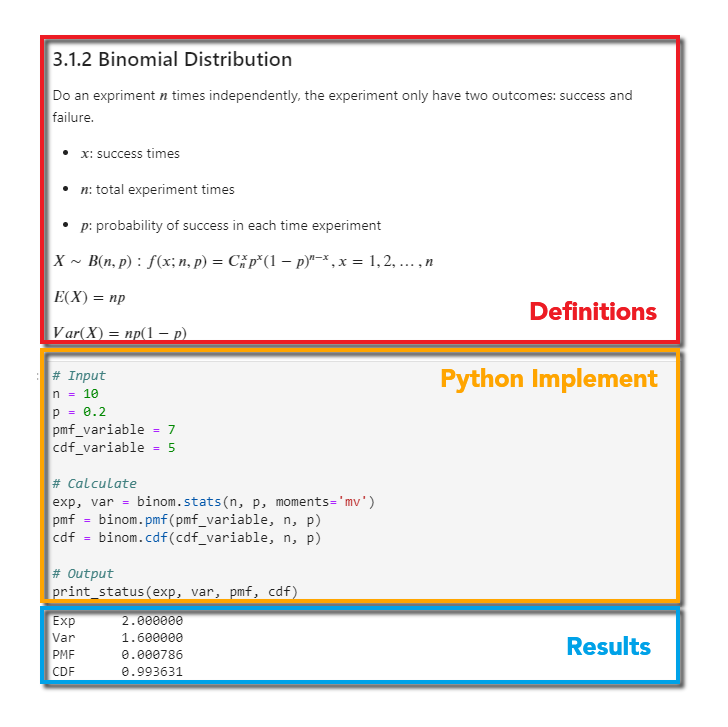 3.1.2 Binomial Distribution
Do an expriment n times independently, the experiment only have two outcomes: success and
failure.
• x: success times
• n: total experiment times
• p: probability of success in each time experiment
X ∼ B(n, p) : f(x; n, p) = Cₙˣpˣ(1 − p)ⁿ⁻ˣ, x = 1, 2, … , n
E(X) = np
Var(X) = np(1 − p)
Definitions
Python Implement
# Input
n = 10
p = 0.2
pmf_variable = 7
cdf_variable = 5
# Calculate
exp, var = binom.stats(n, p, moments='mv')
pmf = binom.pmf(pmf_variable, n, p)
cdf = binom.cdf(cdf_variable, n, p)
# Output
print_status(exp, var, pmf, cdf)
Exp 2.000000
Var 1.600000
PMF 0.000786
CDF 0.993631
Results